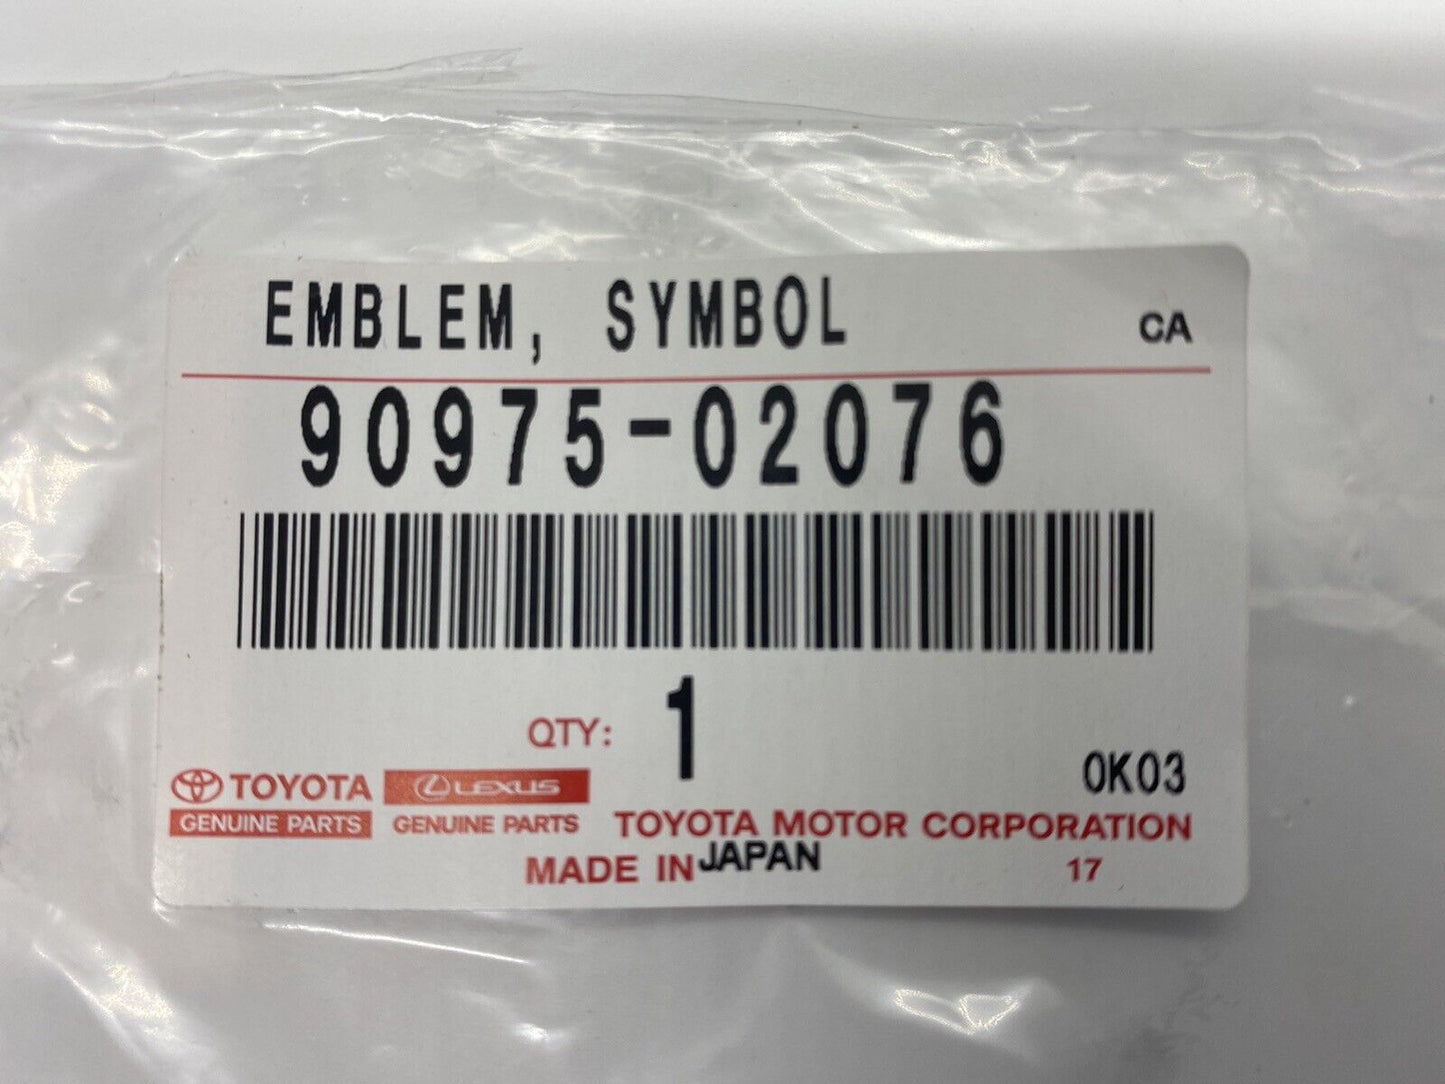 EMBLEM, SYMBOL CA
90975-02076
QTY: 1
0K03
TOYOTA LEXUS
GENUINE PARTS GENUINE PARTS TOYOTA MOTOR CORPORATION
MADE IN JAPAN 17